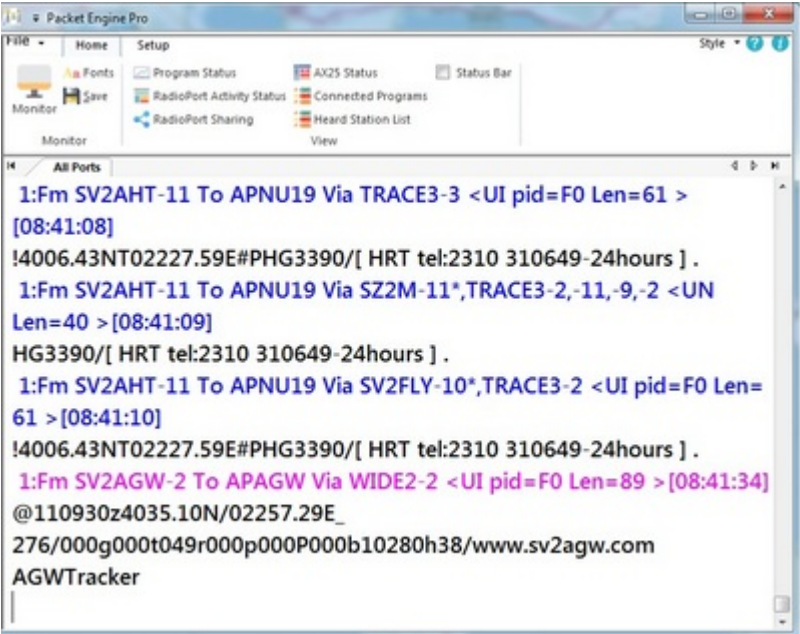 Packet Engine Pro
File
Home
Setup
Style
Monitor
Fonts
Save
Program Status
RadioPort Activity Status
RadioPort Sharing
AX25 Status
Connected Programs
Heard Station List
Status Bar
Monitor
View
All Ports
1:Fm SV2AHT-11 To APNU19 Via TRACE3-3 <UI pid=F0 Len=61 >
[08:41:08]
!4006.43NT02227.59E#PHG3390/[ HRT tel:2310 310649-24hours ] .
1:Fm SV2AHT-11 To APNU19 Via SZ2M-11*,TRACE3-2,-11,-9,-2 <UN
Len=40 >[08:41:09]
HG3390/[ HRT tel:2310 310649-24hours ] .
1:Fm SV2AHT-11 To APNU19 Via SV2FLY-10*,TRACE3-2 <UI pid=F0 Len=
61 >[08:41:10]
!4006.43NT02227.59E#PHG3390/[ HRT tel:2310 310649-24hours ] .
1:Fm SV2AGW-2 To APAGW Via WIDE2-2 <UI pid=F0 Len=89 >[08:41:34]
@110930z4035.10N/02257.29E_
276/000g000t049r000p000P000b10280h38/www.sv2agw.com
AGWTracker